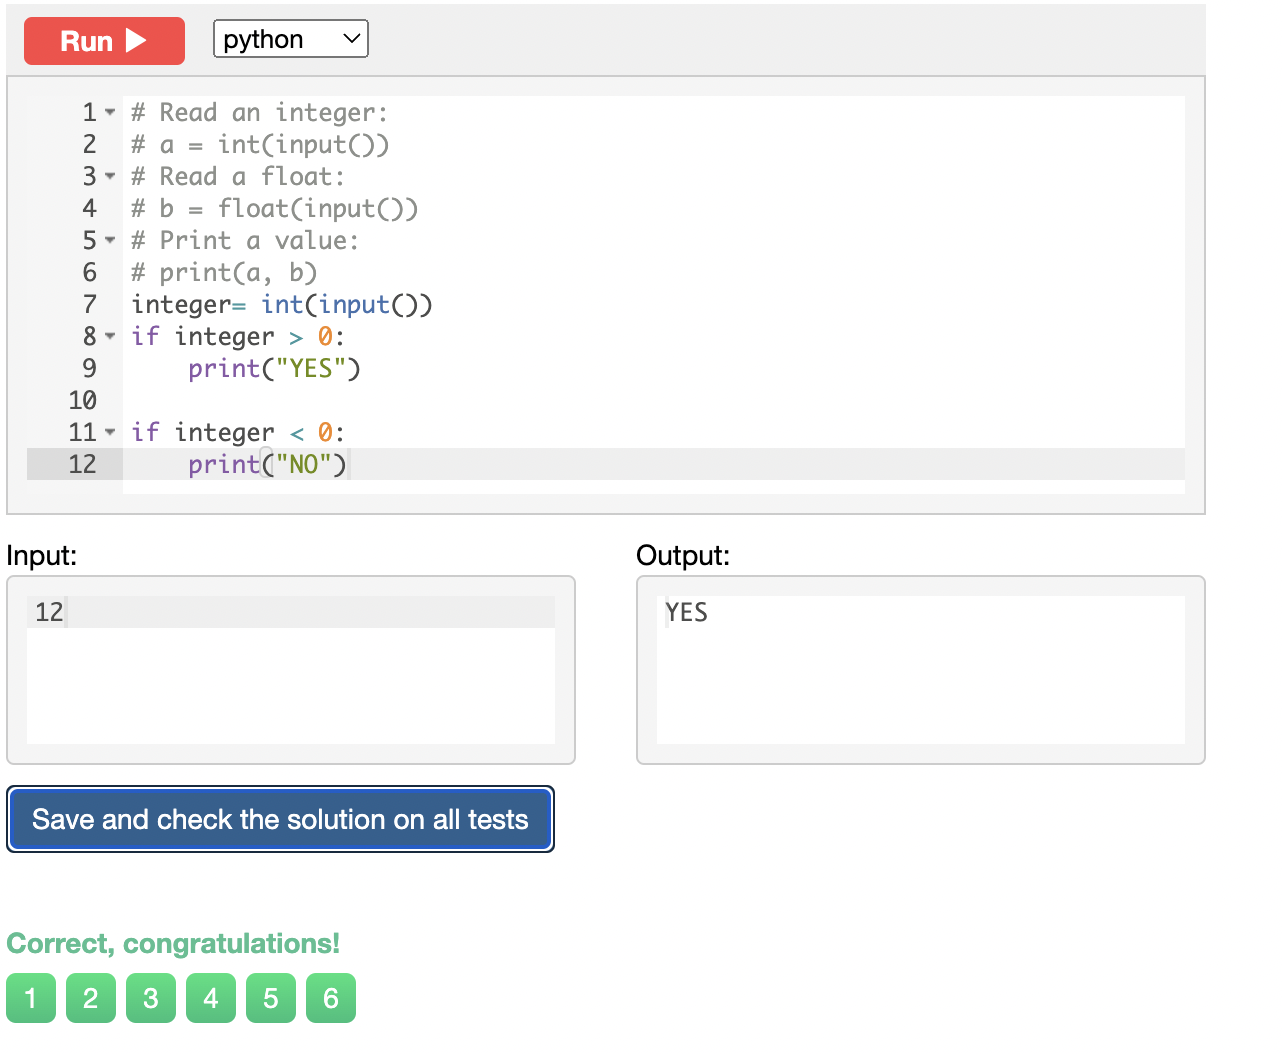 Run
python
1 # Read an integer:
2 # a = int(input())
3 # Read a float:
4 # b = float(input())
5 # Print a value:
6 # print(a, b)
7 integer= int(input())
8 if integer > 0:
9     print("YES")
10
11 if integer < 0:
12     print("NO")
Input:
Output:
12
YES
Save and check the solution on all tests
Correct, congratulations!
1 2 3 4 5 6